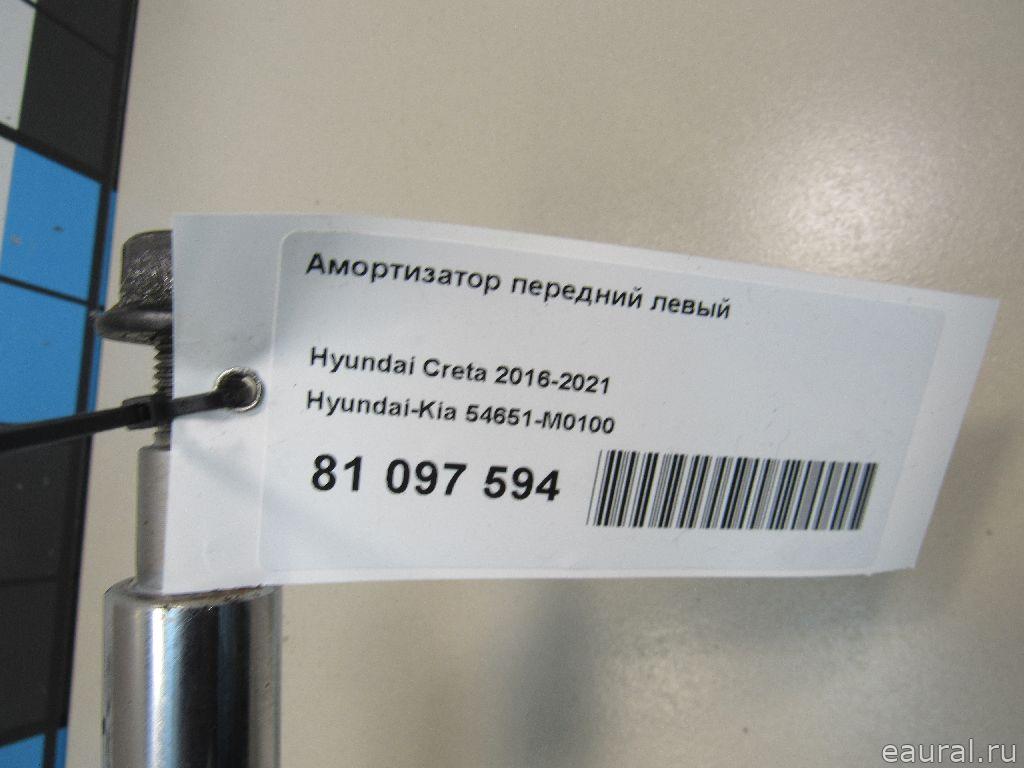 Амортизатор передний левый
Hyundai Creta 2016-2021
Hyundai-Kia 54651-M0100
81 097 594
eaural.ru